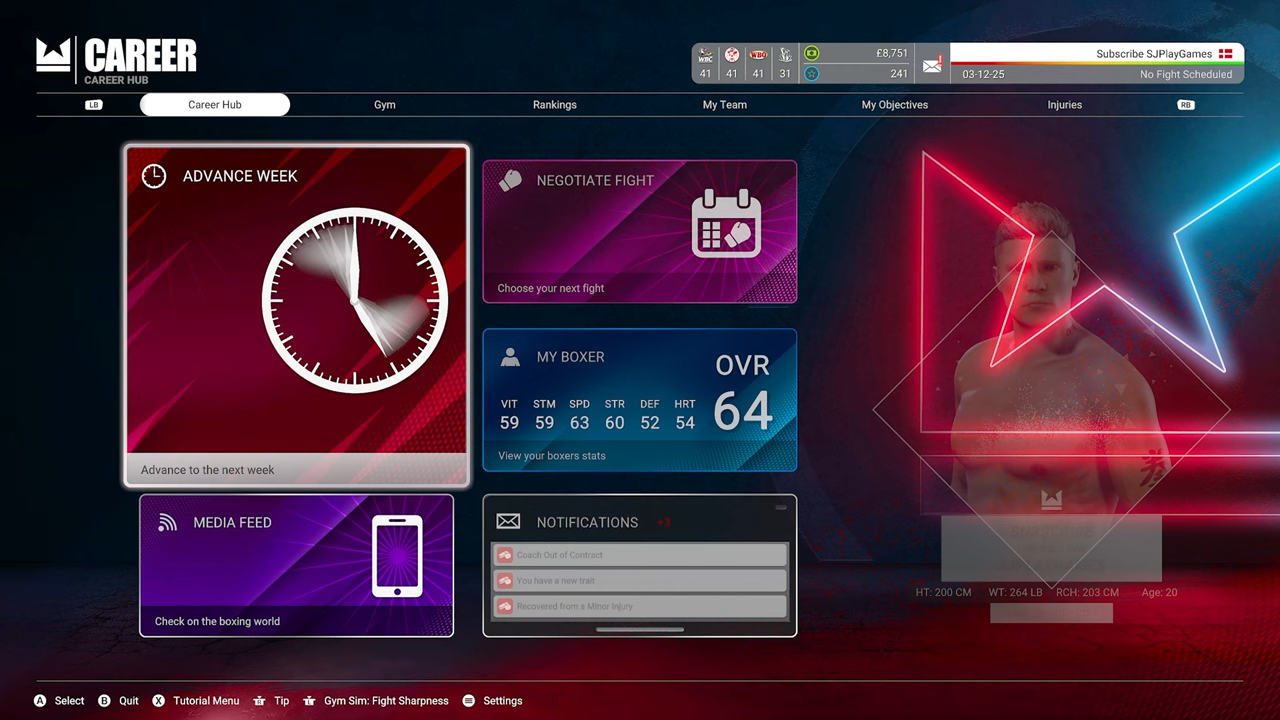 CAREER
CAREER HUB
WBC
WBO
41 41 41 31
£8,751
241
Subscribe SJPlayGames
03-12-25 No Fight Scheduled
LB Career Hub Gym Rankings My Team My Objectives Injuries RB
ADVANCE WEEK
Advance to the next week
NEGOTIATE FIGHT
Choose your next fight
MY BOXER
OVR
64
VIT STM SPD STR DEF HRT
59 59 63 60 52 54
View your boxers stats
MEDIA FEED
Check on the boxing world
NOTIFICATIONS +3
Coach Out of Contract
You have a new trait
Recovered from a Minor Injury
HT: 200 CM WT: 264 LB RCH: 203 CM Age: 20
A Select B Quit X Tutorial Menu Tip Gym Sim: Fight Sharpness Settings